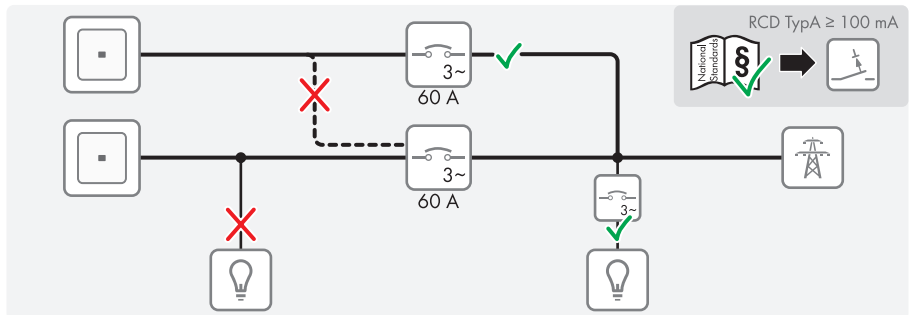 RCD TypA ≥ 100 mA
National
Standards
§
3~
60 A
3~
60 A
3~